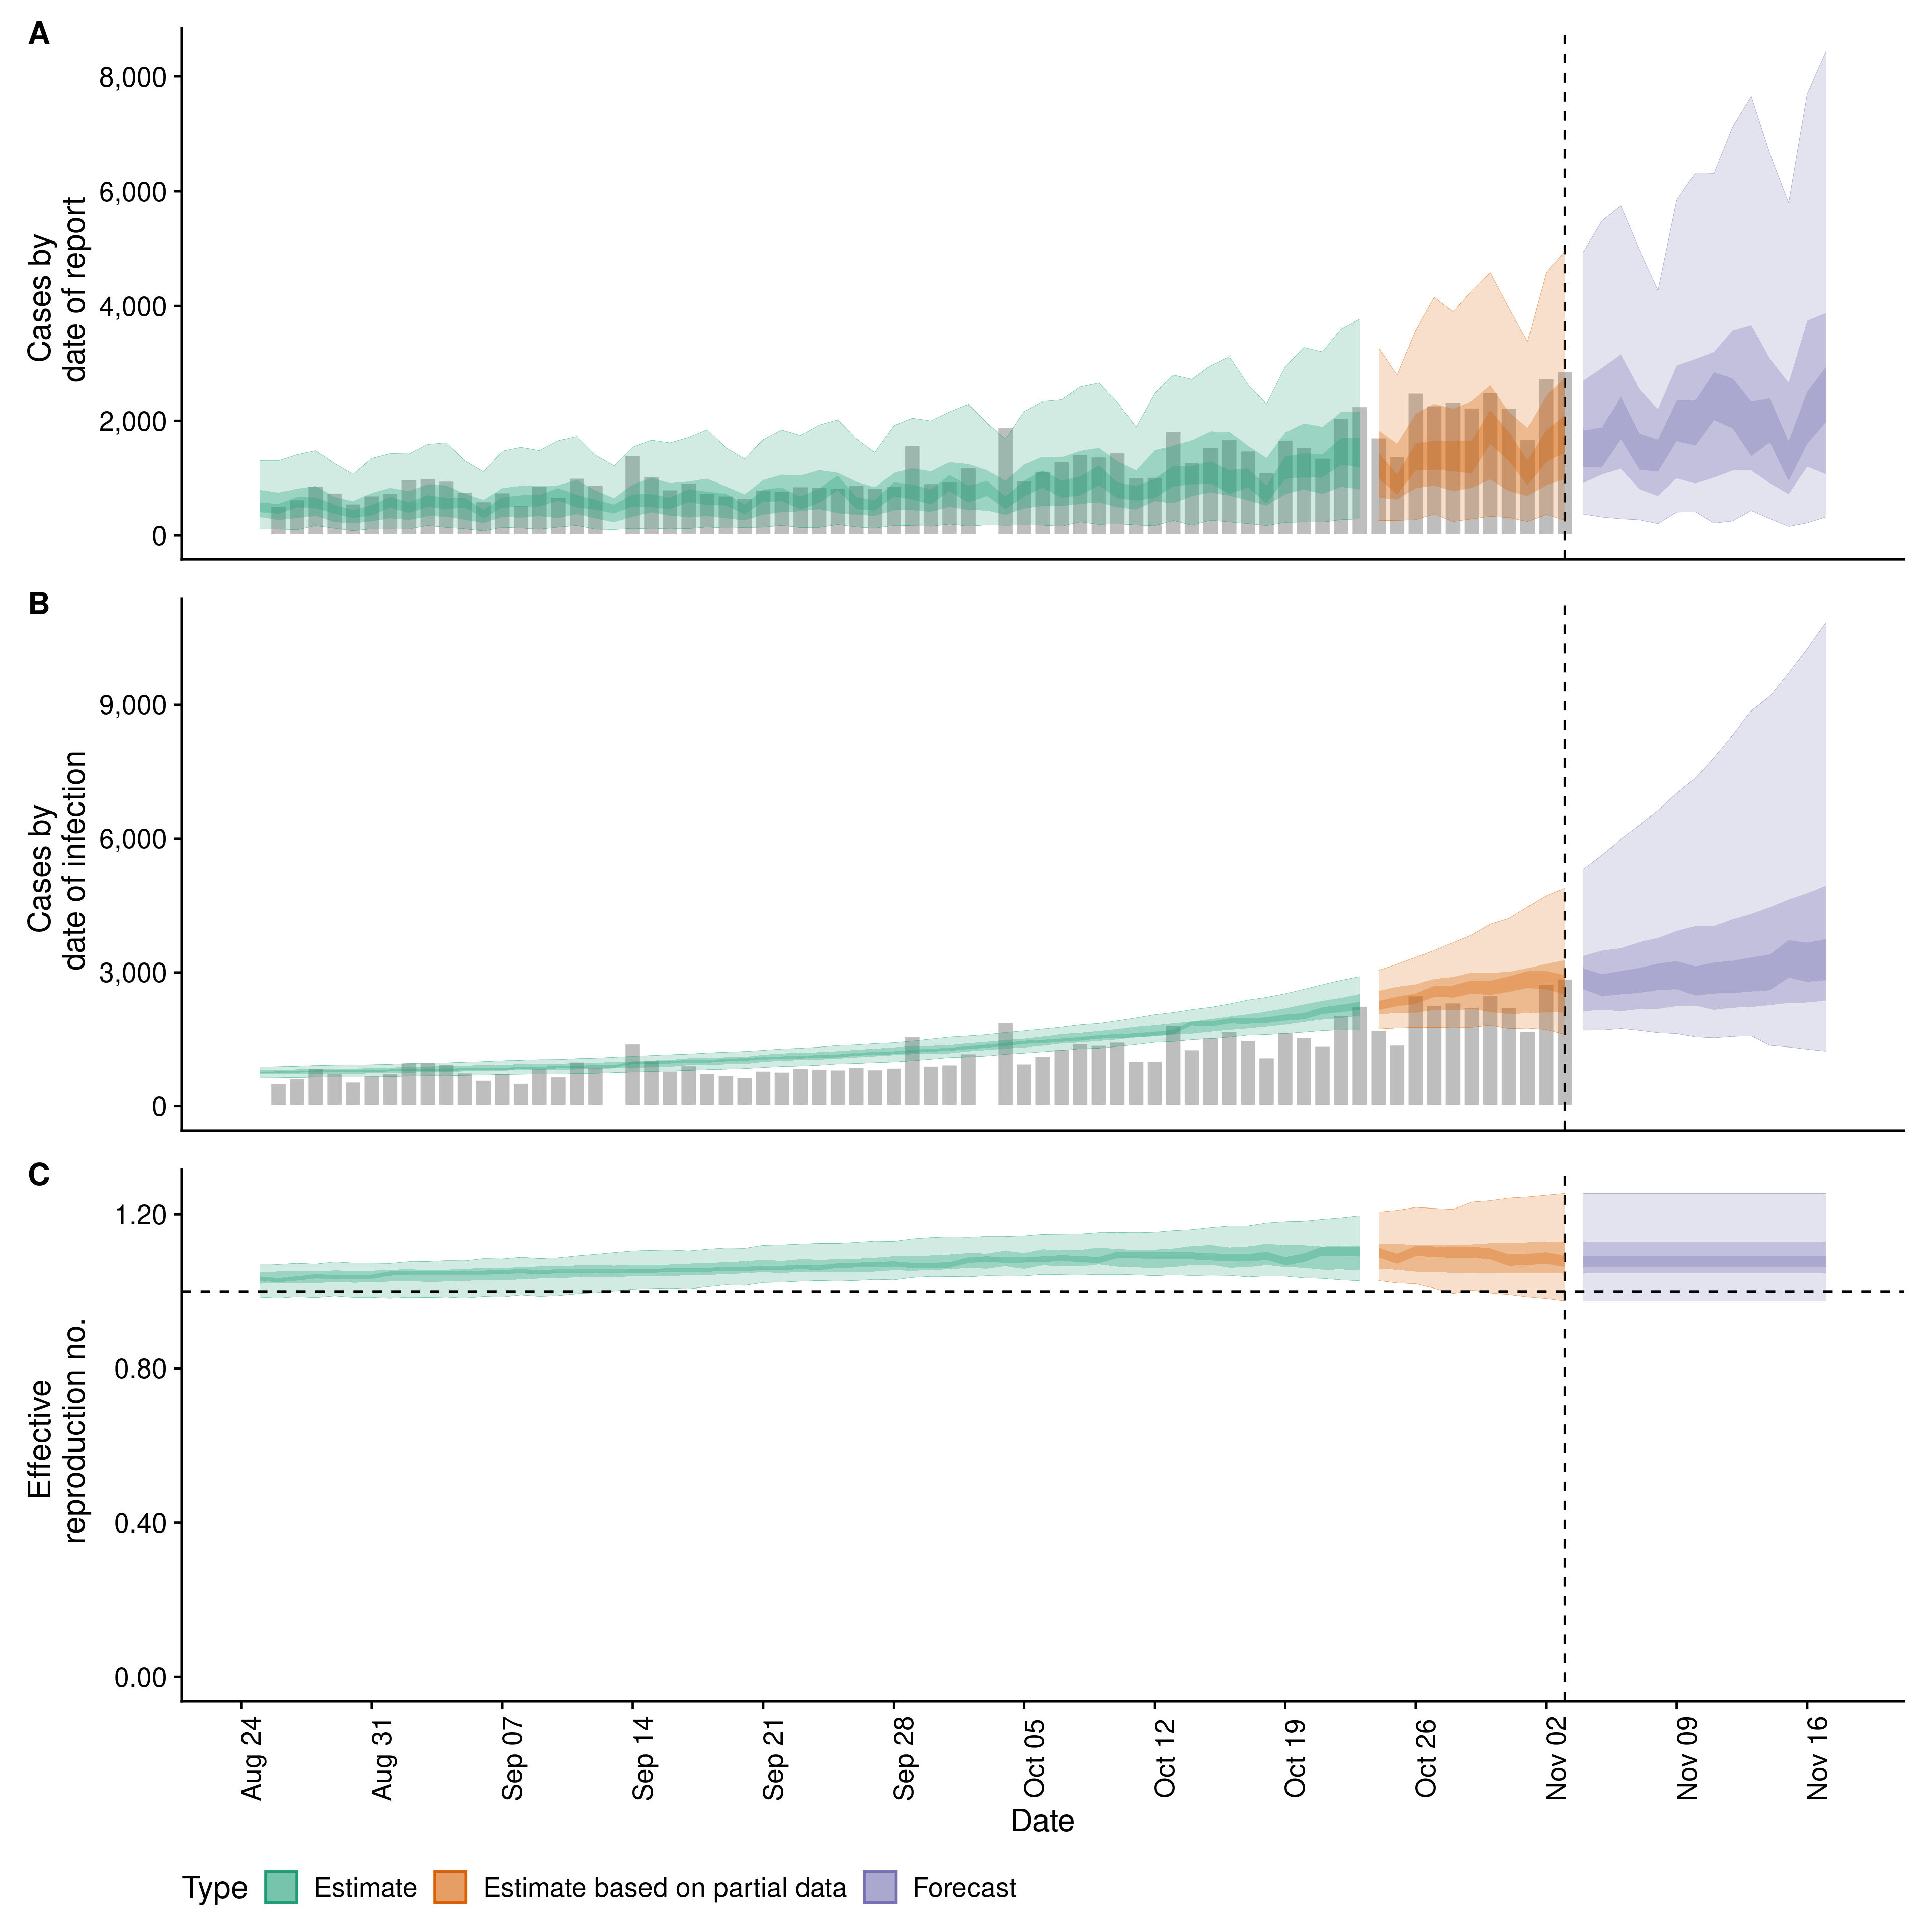 A
8,000
6,000
4,000
2,000
0
Cases by
date of report
B
9,000
6,000
3,000
0
Cases by
date of infection
C
1.20
0.80
0.40
0.00
Effective
reproduction no.
Aug 24
Aug 31
Sep 07
Sep 14
Sep 21
Sep 28
Oct 05
Oct 12
Oct 19
Oct 26
Nov 02
Nov 09
Nov 16
Date
Type Estimate Estimate based on partial data Forecast